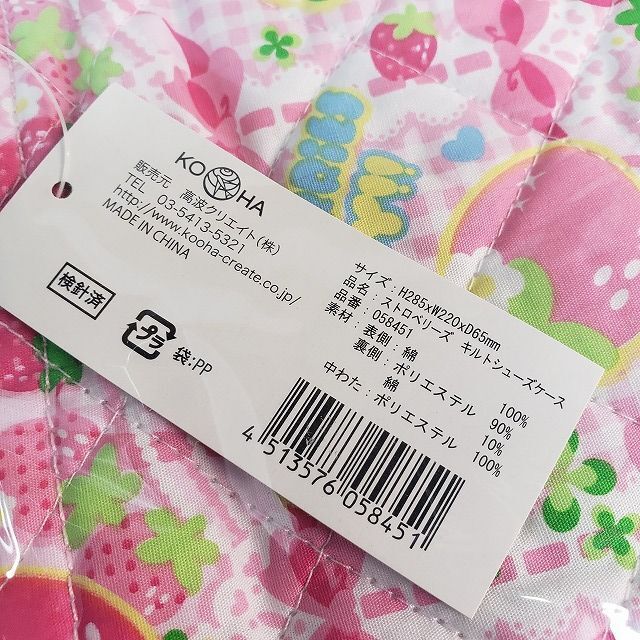 KOOHA
販売元 高波クリエイト(株)
TEL 03-5413-5321
http://www.kooha-create.co.jp/
MADE IN CHINA
検針済
プラ
袋:PP
サイズ:H285xW220xD65mm
品名:ストロベリーズ キルトシューズケース
品番:058451
素材:表側:綿 100%
裏側:ポリエステル 90%
綿 10%
中わた:ポリエステル 100%
4 513576 058451